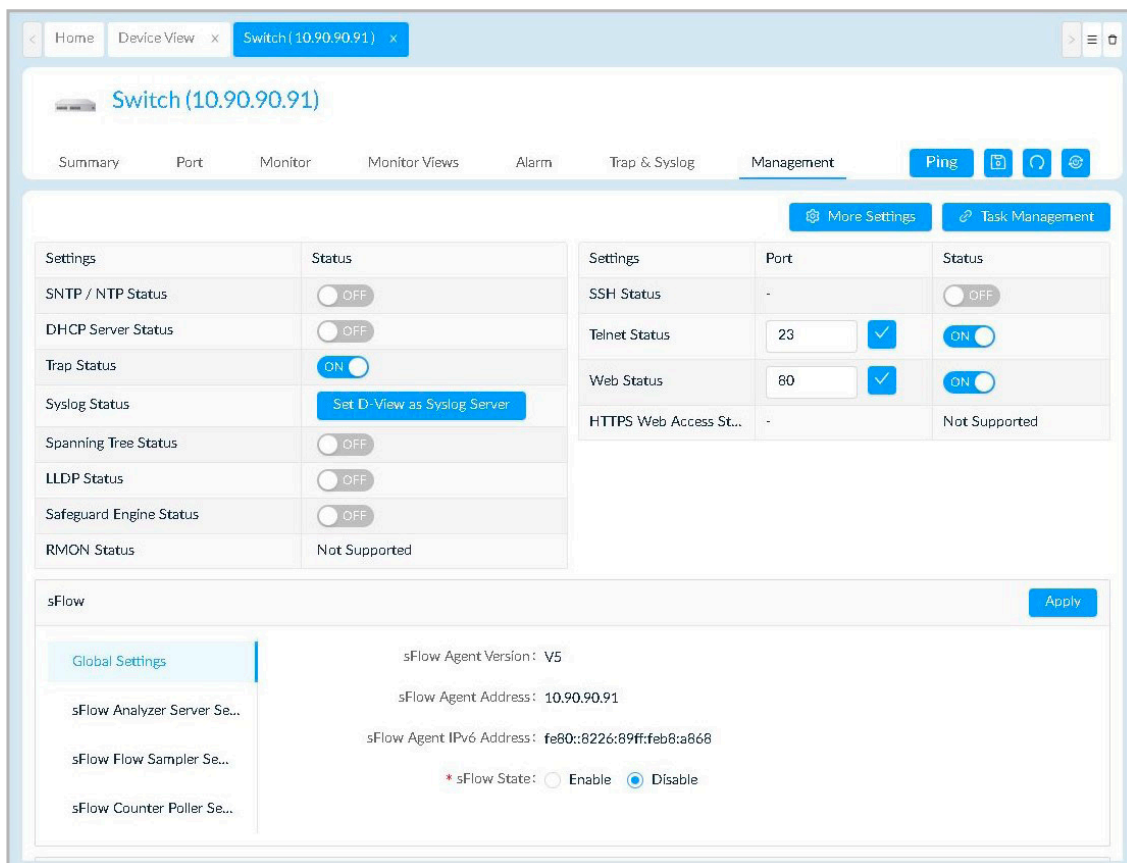 Home Device View x Switch (10.90.90.91) x
Switch (10.90.90.91)
Summary Port Monitor Monitor Views Alarm Trap & Syslog Management Ping
More Settings Task Management
Settings Status
SNTP / NTP Status OFF
DHCP Server Status OFF
Trap Status ON
Syslog Status Set D-View as Syslog Server
Spanning Tree Status OFF
LLDP Status OFF
Safeguard Engine Status OFF
RMON Status Not Supported
Settings Port Status
SSH Status - OFF
Telnet Status 23 ON
Web Status 80 ON
HTTPS Web Access St... - Not Supported
sFlow Apply
Global Settings
sFlow Analyzer Server Se...
sFlow Flow Sampler Se...
sFlow Counter Poller Se...
sFlow Agent Version: V5
sFlow Agent Address: 10.90.90.91
sFlow Agent IPv6 Address: fe80::8226:89ff:feb8:a868
* sFlow State: Enable Disable